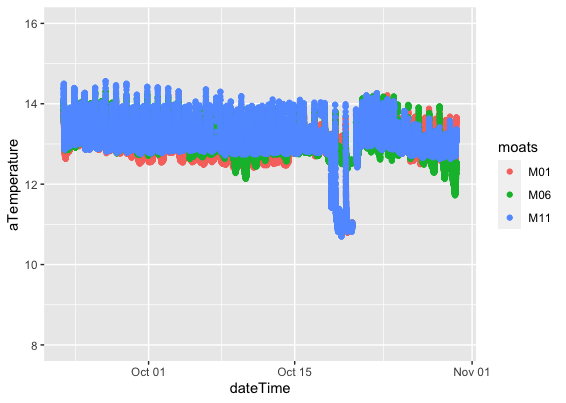 16
14
12
10
8
aTemperature
Oct 01
Oct 15
Nov 01
dateTime
moats
M01
M06
M11